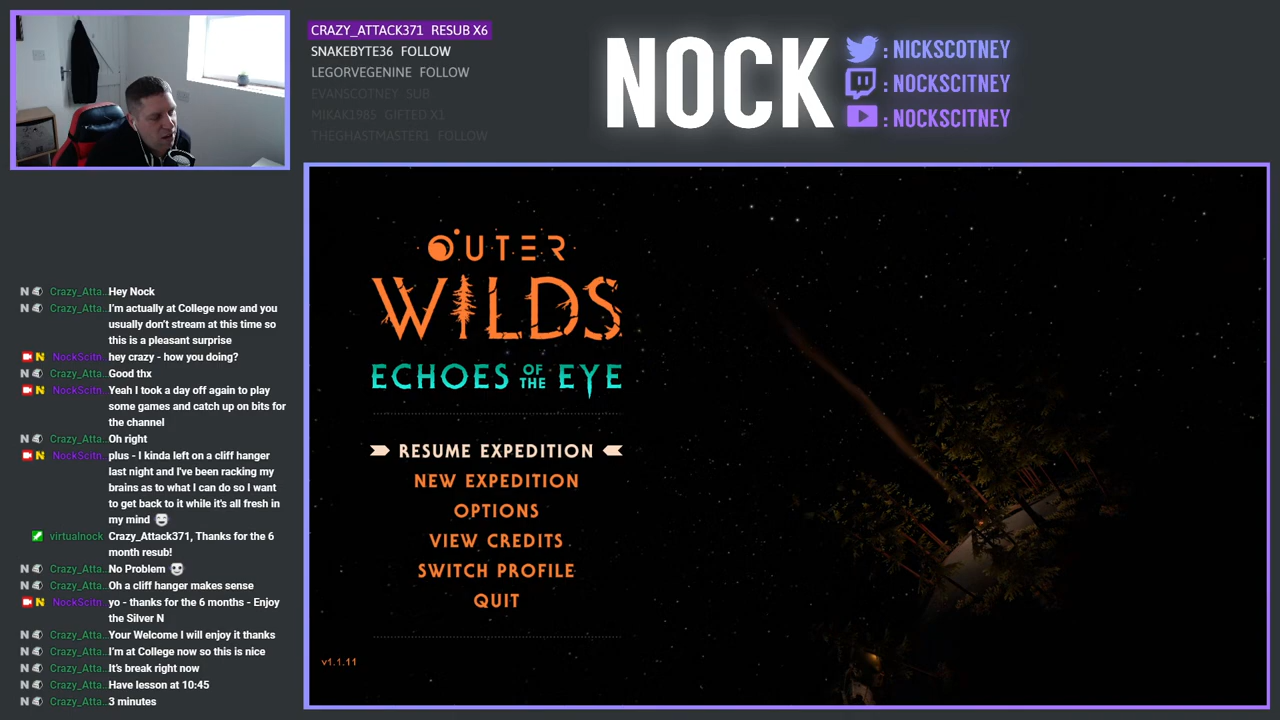 CRAZY_ATTACK371 RESUB X6
SNAKEBYTE36 FOLLOW
LEGORVEGENINE FOLLOW
EVANSCOTNEY SUB
MIKAK1985 GIFTED X1
THEGHASTMASTER1 FOLLOW
NOCK
: NICKSCOTNEY
: NOCKSCITNEY
: NOCKSCITNEY
N Crazy_Atta.. Hey Nock
N Crazy_Atta.. I'm actually at College now and you
usually don't stream at this time so
this is a pleasant surprise
N NockScitn.. hey crazy - how you doing?
N Crazy_Atta.. Good thx
N NockScitn.. Yeah I took a day off again to play
some games and catch up on bits for
the channel
N Crazy_Atta.. Oh right
N NockScitn.. plus - I kinda left on a cliff hanger
last night and I've been racking my
brains as to what I can do so I want
to get back to it while it's all fresh in
my mind
virtualnock Crazy_Attack371, Thanks for the 6
month resub!
N Crazy_Atta.. No Problem
N Crazy_Atta.. Oh a cliff hanger makes sense
N NockScitn.. yo - thanks for the 6 months - Enjoy
the Silver N
N Crazy_Atta.. Your Welcome I will enjoy it thanks
N Crazy_Atta.. I'm at College now so this is nice
N Crazy_Atta.. It's break right now
N Crazy_Atta.. Have lesson at 10:45
N Crazy_Atta.. 3 minutes
OUTER
WILDS
ECHOES OF THE EYE
RESUME EXPEDITION
NEW EXPEDITION
OPTIONS
VIEW CREDITS
SWITCH PROFILE
QUIT
v1.1.11